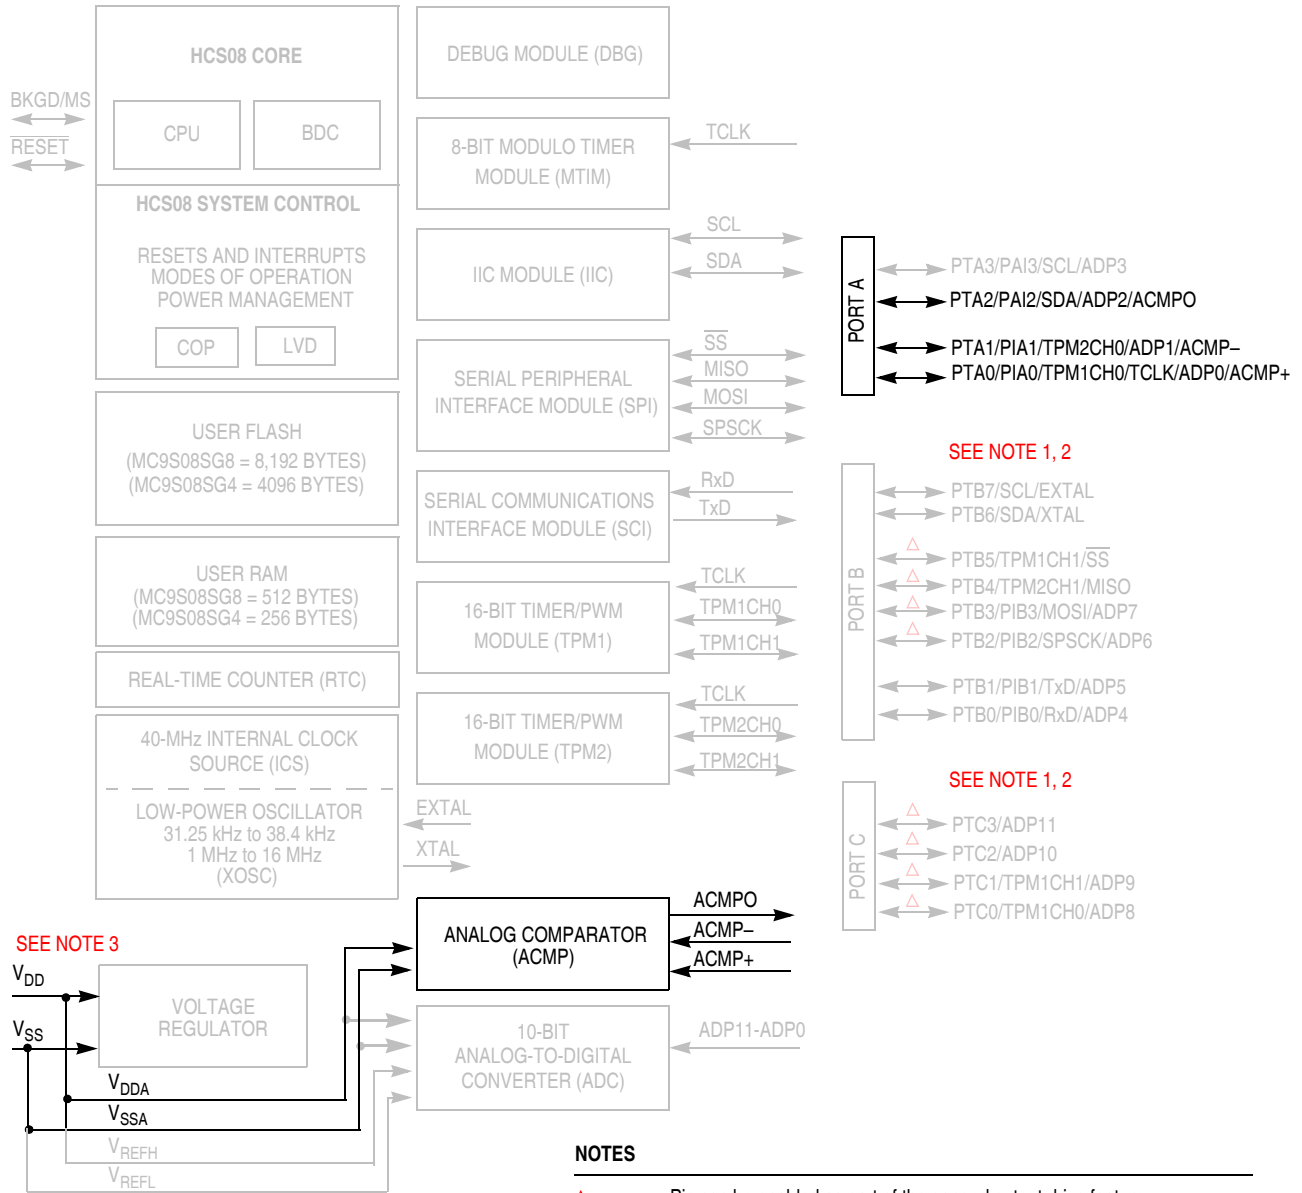 HCS08 CORE
CPU
BDC
BKGD/MS
RESET
HCS08 SYSTEM CONTROL
RESETS AND INTERRUPTS
MODES OF OPERATION
POWER MANAGEMENT
COP
LVD
USER FLASH
(MC9S08SG8 = 8,192 BYTES)
(MC9S08SG4 = 4096 BYTES)
USER RAM
(MC9S08SG8 = 512 BYTES)
(MC9S08SG4 = 256 BYTES)
REAL-TIME COUNTER (RTC)
40-MHz INTERNAL CLOCK
SOURCE (ICS)
LOW-POWER OSCILLATOR
31.25 kHz to 38.4 kHz
1 MHz to 16 MHz
(XOSC)
EXTAL
XTAL
SEE NOTE 3
VDD
VSS
VOLTAGE
REGULATOR
VDDA
VSSA
VREFH
VREFL
DEBUG MODULE (DBG)
8-BIT MODULO TIMER
MODULE (MTIM)
TCLK
IIC MODULE (IIC)
SCL
SDA
SERIAL PERIPHERAL
INTERFACE MODULE (SPI)
SS
MISO
MOSI
SPSCK
SERIAL COMMUNICATIONS
INTERFACE MODULE (SCI)
RxD
TxD
16-BIT TIMER/PWM
MODULE (TPM1)
TCLK
TPM1CH0
TPM1CH1
16-BIT TIMER/PWM
MODULE (TPM2)
TCLK
TPM2CH0
TPM2CH1
ANALOG COMPARATOR
(ACMP)
ACMPO
ACMP–
ACMP+
10-BIT
ANALOG-TO-DIGITAL
CONVERTER (ADC)
ADP11-ADP0
PORT A
PTA3/PAI3/SCL/ADP3
PTA2/PAI2/SDA/ADP2/ACMPO
PTA1/PIA1/TPM2CH0/ADP1/ACMP–
PTA0/PIA0/TPM1CH0/TCLK/ADP0/ACMP+
SEE NOTE 1, 2
PORT B
PTB7/SCL/EXTAL
PTB6/SDA/XTAL
PTB5/TPM1CH1/SS
PTB4/TPM2CH1/MISO
PTB3/PIB3/MOSI/ADP7
PTB2/PIB2/SPSCK/ADP6
PTB1/PIB1/TxD/ADP5
PTB0/PIB0/RxD/ADP4
SEE NOTE 1, 2
PORT C
PTC3/ADP11
PTC2/ADP10
PTC1/TPM1CH1/ADP9
PTC0/TPM1CH0/ADP8
NOTES